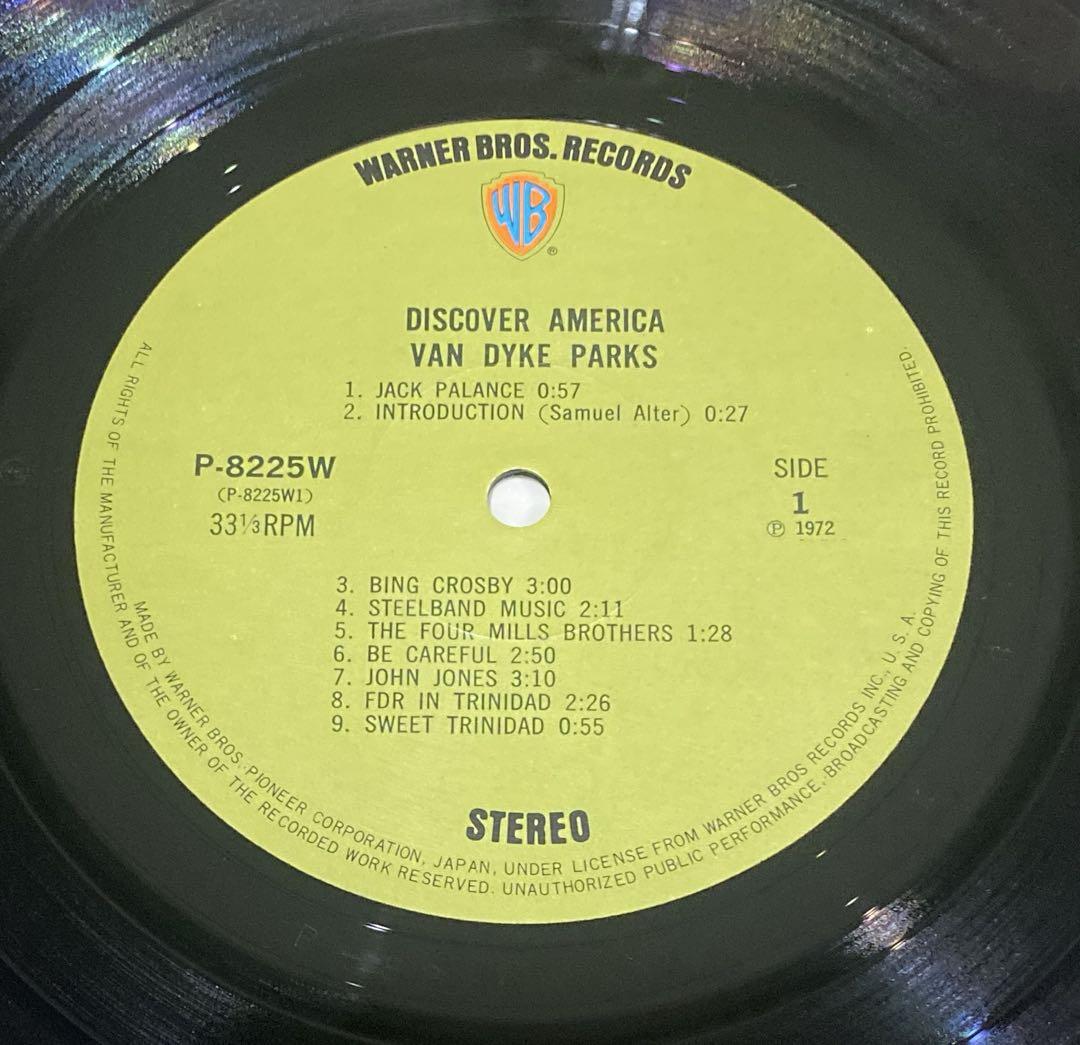 WARNER BROS. RECORDS
WB
®
DISCOVER AMERICA
VAN DYKE PARKS
1. JACK PALANCE 0:57
2. INTRODUCTION (Samuel Alter) 0:27
P-8225W
(P-8225W1)
33⅓RPM
SIDE
1
Ⓟ 1972
3. BING CROSBY 3:00
4. STEELBAND MUSIC 2:11
5. THE FOUR MILLS BROTHERS 1:28
6. BE CAREFUL 2:50
7. JOHN JONES 3:10
8. FDR IN TRINIDAD 2:26
9. SWEET TRINIDAD 0:55
STEREO
MADE BY WARNER BROS.-PIONEER CORPORATION, JAPAN, UNDER LICENSE FROM WARNER BROS RECORDS INC., U. S. A.
ALL RIGHTS OF THE MANUFACTURER AND OF THE OWNER OF THE RECORDED WORK RESERVED. UNAUTHORIZED PUBLIC PERFORMANCE, BROADCASTING AND COPYING OF THIS RECORD PROHIBITED.